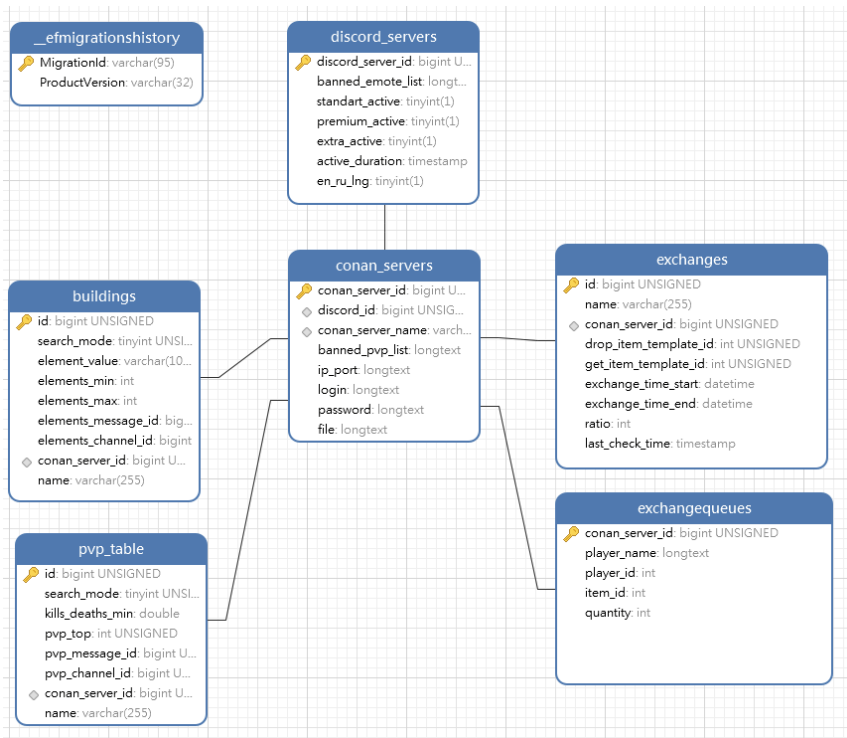 __efmigrationshistory
MigrationId: varchar(95)
ProductVersion: varchar(32)
discord_servers
discord_server_id: bigint U...
banned_emote_list: longt...
standart_active: tinyint(1)
premium_active: tinyint(1)
extra_active: tinyint(1)
active_duration: timestamp
en_ru_lng: tinyint(1)
conan_servers
conan_server_id: bigint U...
discord_id: bigint UNSIG...
conan_server_name: varch...
banned_pvp_list: longtext
ip_port: longtext
login: longtext
password: longtext
file: longtext
exchanges
id: bigint UNSIGNED
name: varchar(255)
conan_server_id: bigint UNSIGNED
drop_item_template_id: int UNSIGNED
get_item_template_id: int UNSIGNED
exchange_time_start: datetime
exchange_time_end: datetime
ratio: int
last_check_time: timestamp
buildings
id: bigint UNSIGNED
search_mode: tinyint UNSI...
element_value: varchar(10...
elements_min: int
elements_max: int
elements_message_id: big...
elements_channel_id: bigint
conan_server_id: bigint U...
name: varchar(255)
exchangequeues
conan_server_id: bigint UNSIGNED
player_name: longtext
player_id: int
item_id: int
quantity: int
pvp_table
id: bigint UNSIGNED
search_mode: tinyint UNSI...
kills_deaths_min: double
pvp_top: int UNSIGNED
pvp_message_id: bigint U...
pvp_channel_id: bigint U...
conan_server_id: bigint U...
name: varchar(255)